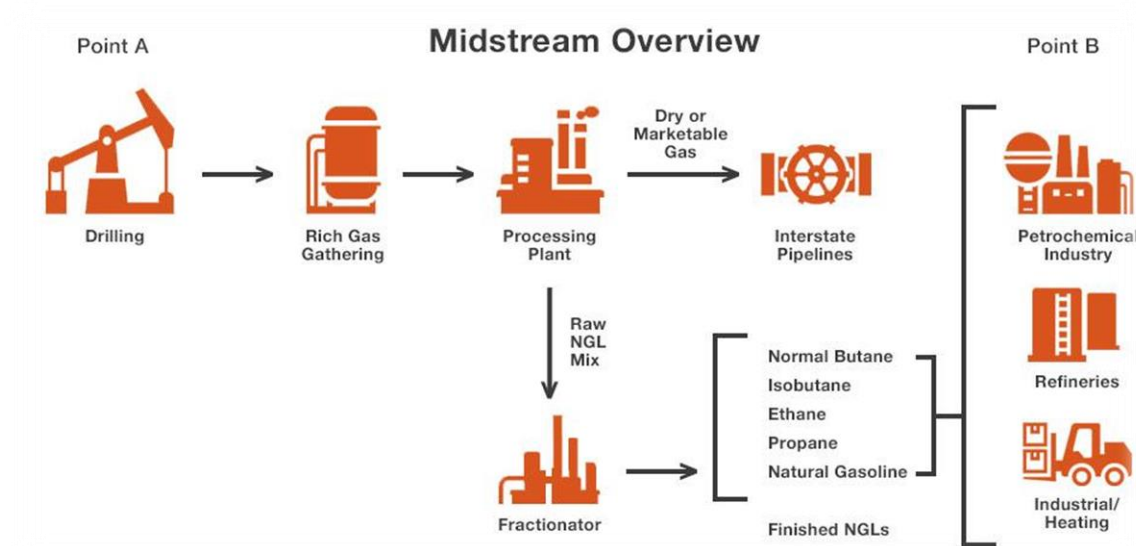 Point A
Midstream Overview
Point B
Dry or
Marketable
Gas
Drilling
Rich Gas
Gathering
Processing
Plant
Interstate
Pipelines
Petrochemical
Industry
Raw
NGL
Mix
Normal Butane
Isobutane
Ethane
Propane
Natural Gasoline
Refineries
Fractionator
Finished NGLs
Industrial/
Heating